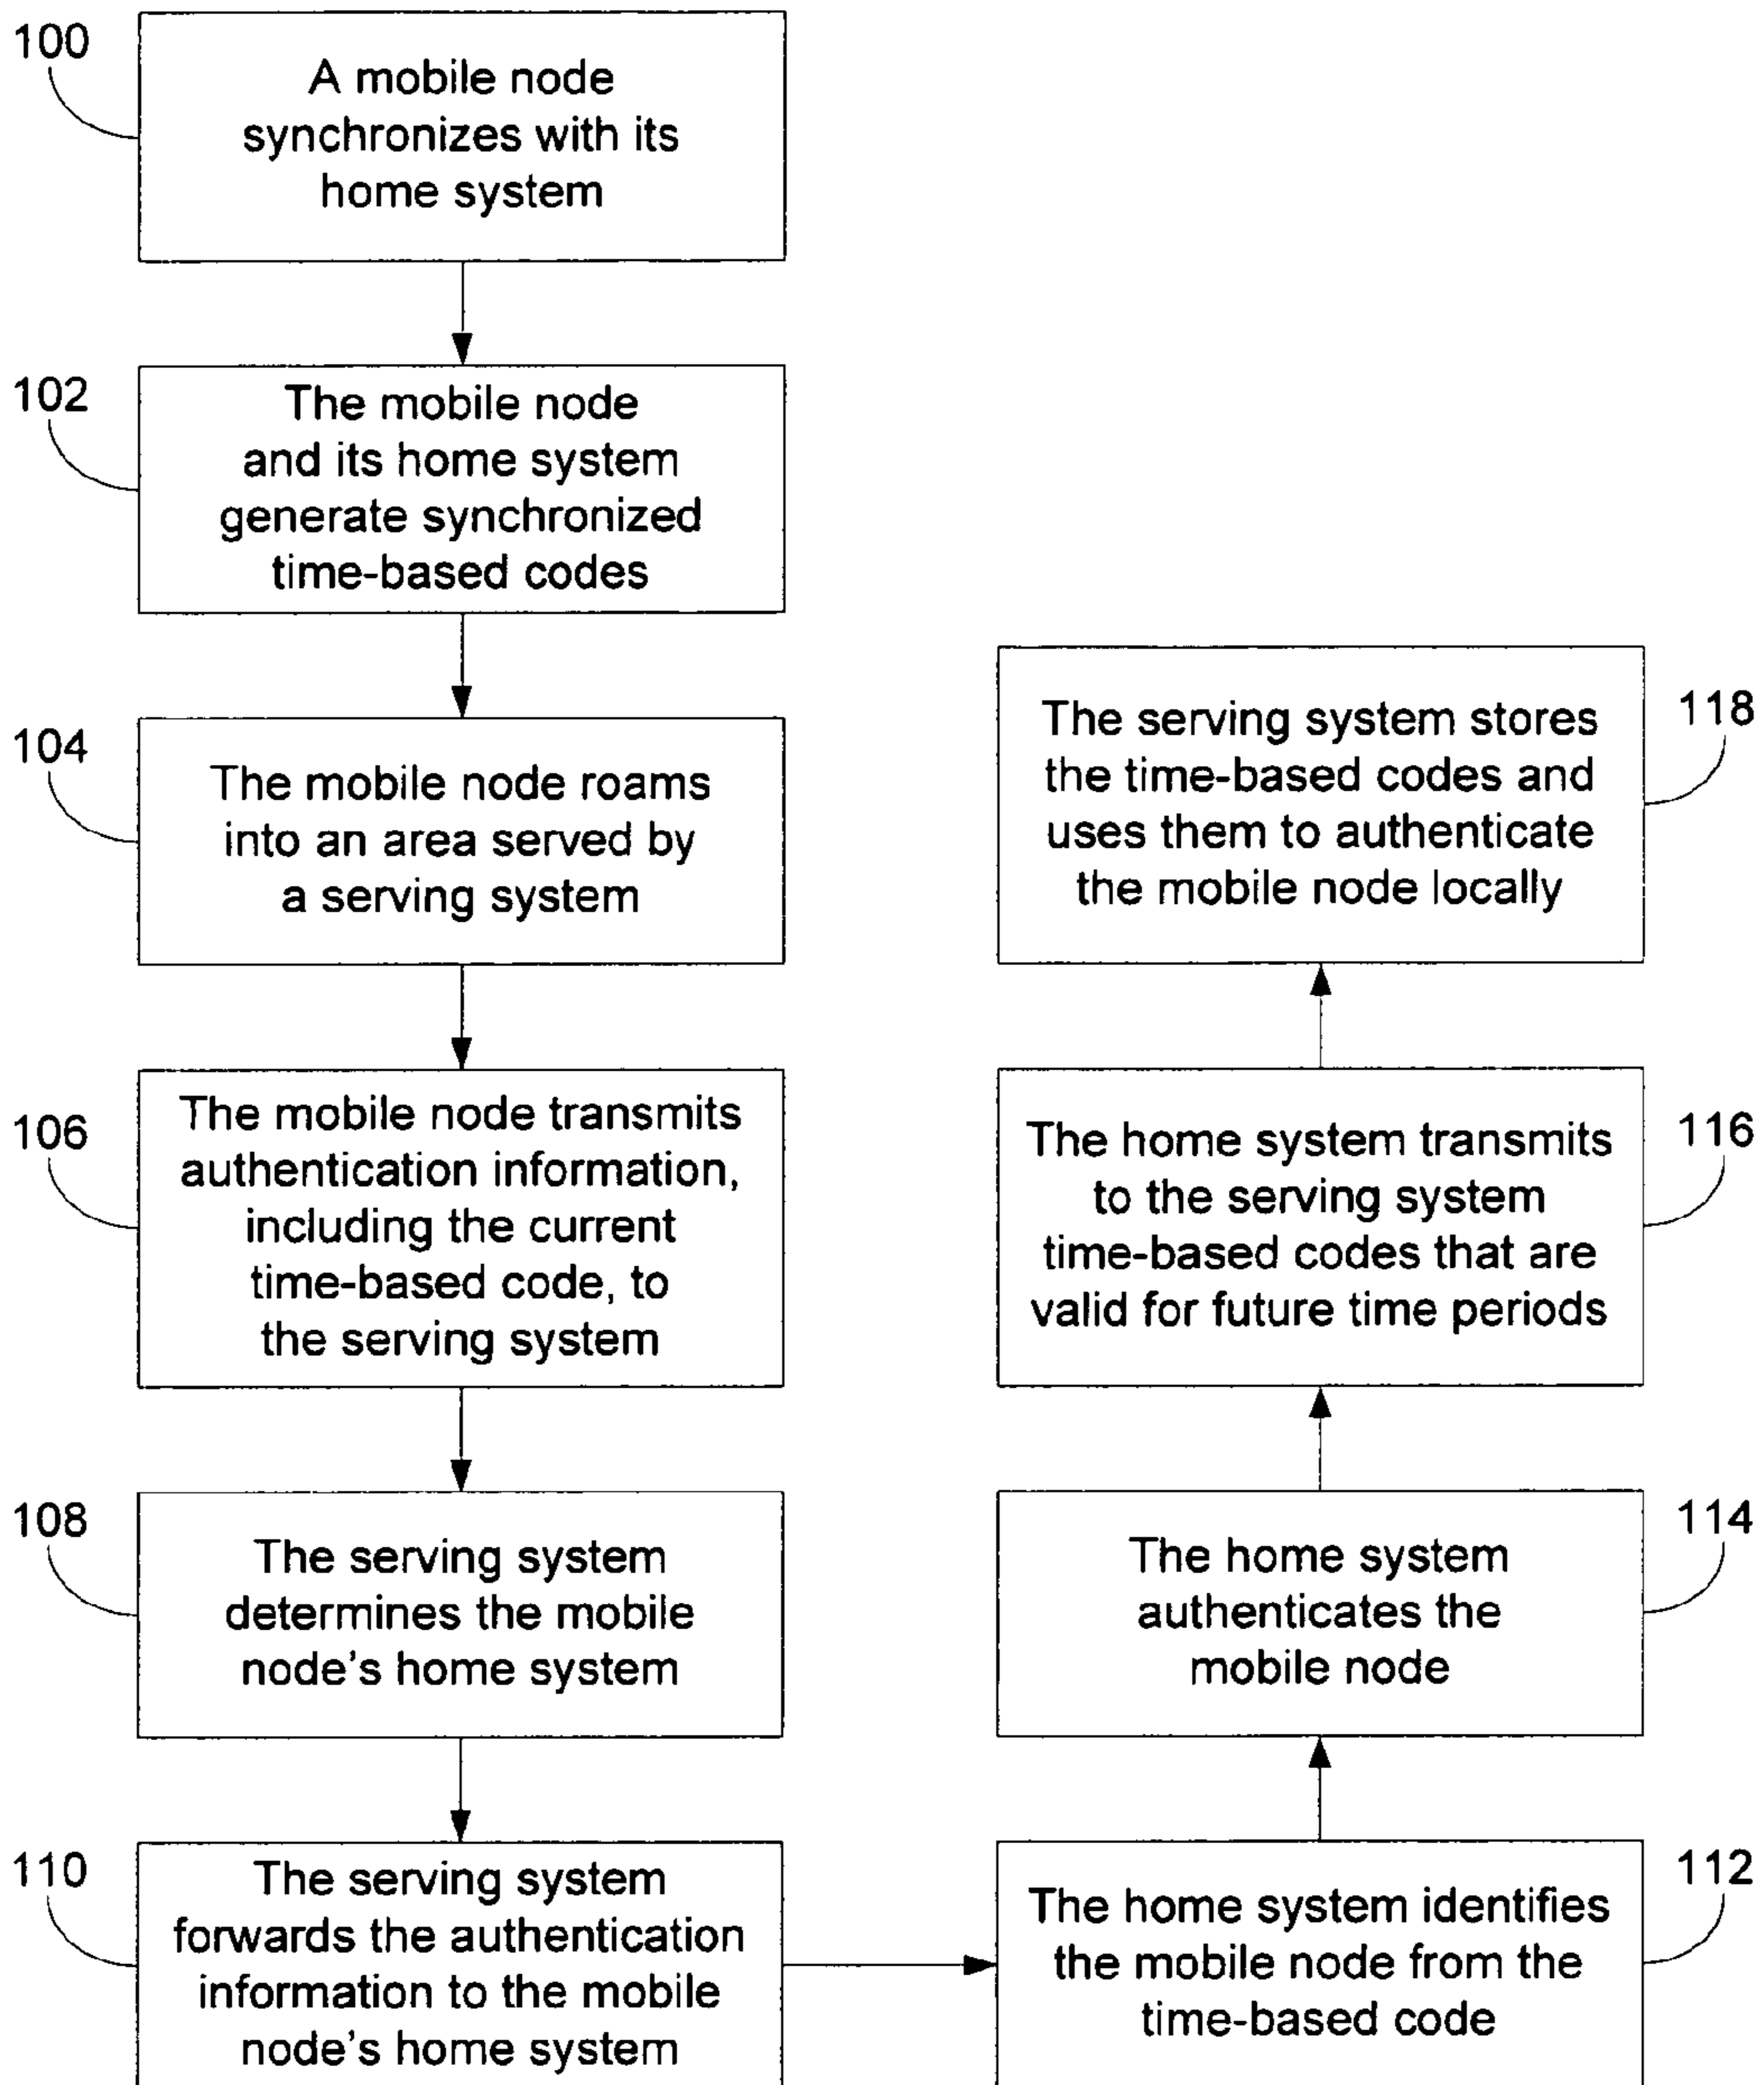 100
A mobile node
synchronizes with its
home system
102
The mobile node
and its home system
generate synchronized
time-based codes
104
The mobile node roams
into an area served by
a serving system
106
The mobile node transmits
authentication information,
including the current
time-based code, to
the serving system
108
The serving system
determines the mobile
node's home system
110
The serving system
forwards the authentication
information to the mobile
node's home system
112
The home system identifies
the mobile node from the
time-based code
114
The home system
authenticates the
mobile node
116
The home system transmits
to the serving system
time-based codes that are
valid for future time periods
118
The serving system stores
the time-based codes and
uses them to authenticate
the mobile node locally